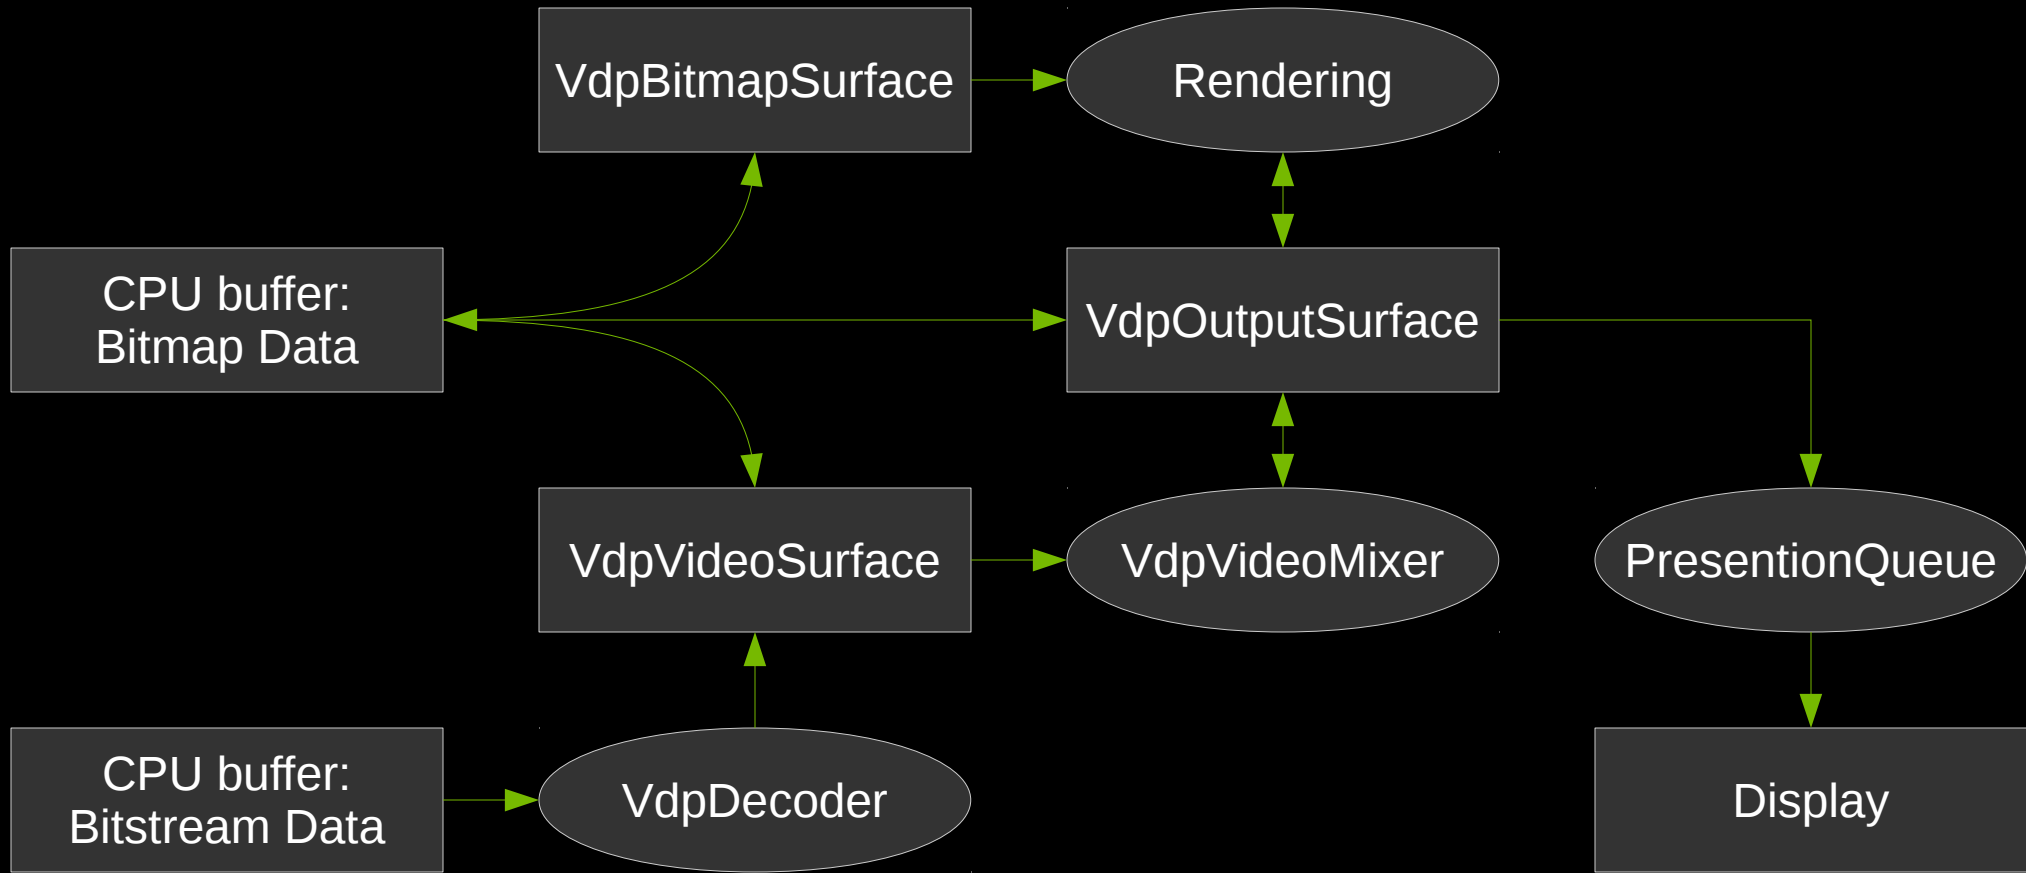 VdpBitmapSurface
Rendering
CPU buffer:
Bitmap Data
VdpOutputSurface
VdpVideoSurface
VdpVideoMixer
PresentionQueue
CPU buffer:
Bitstream Data
VdpDecoder
Display